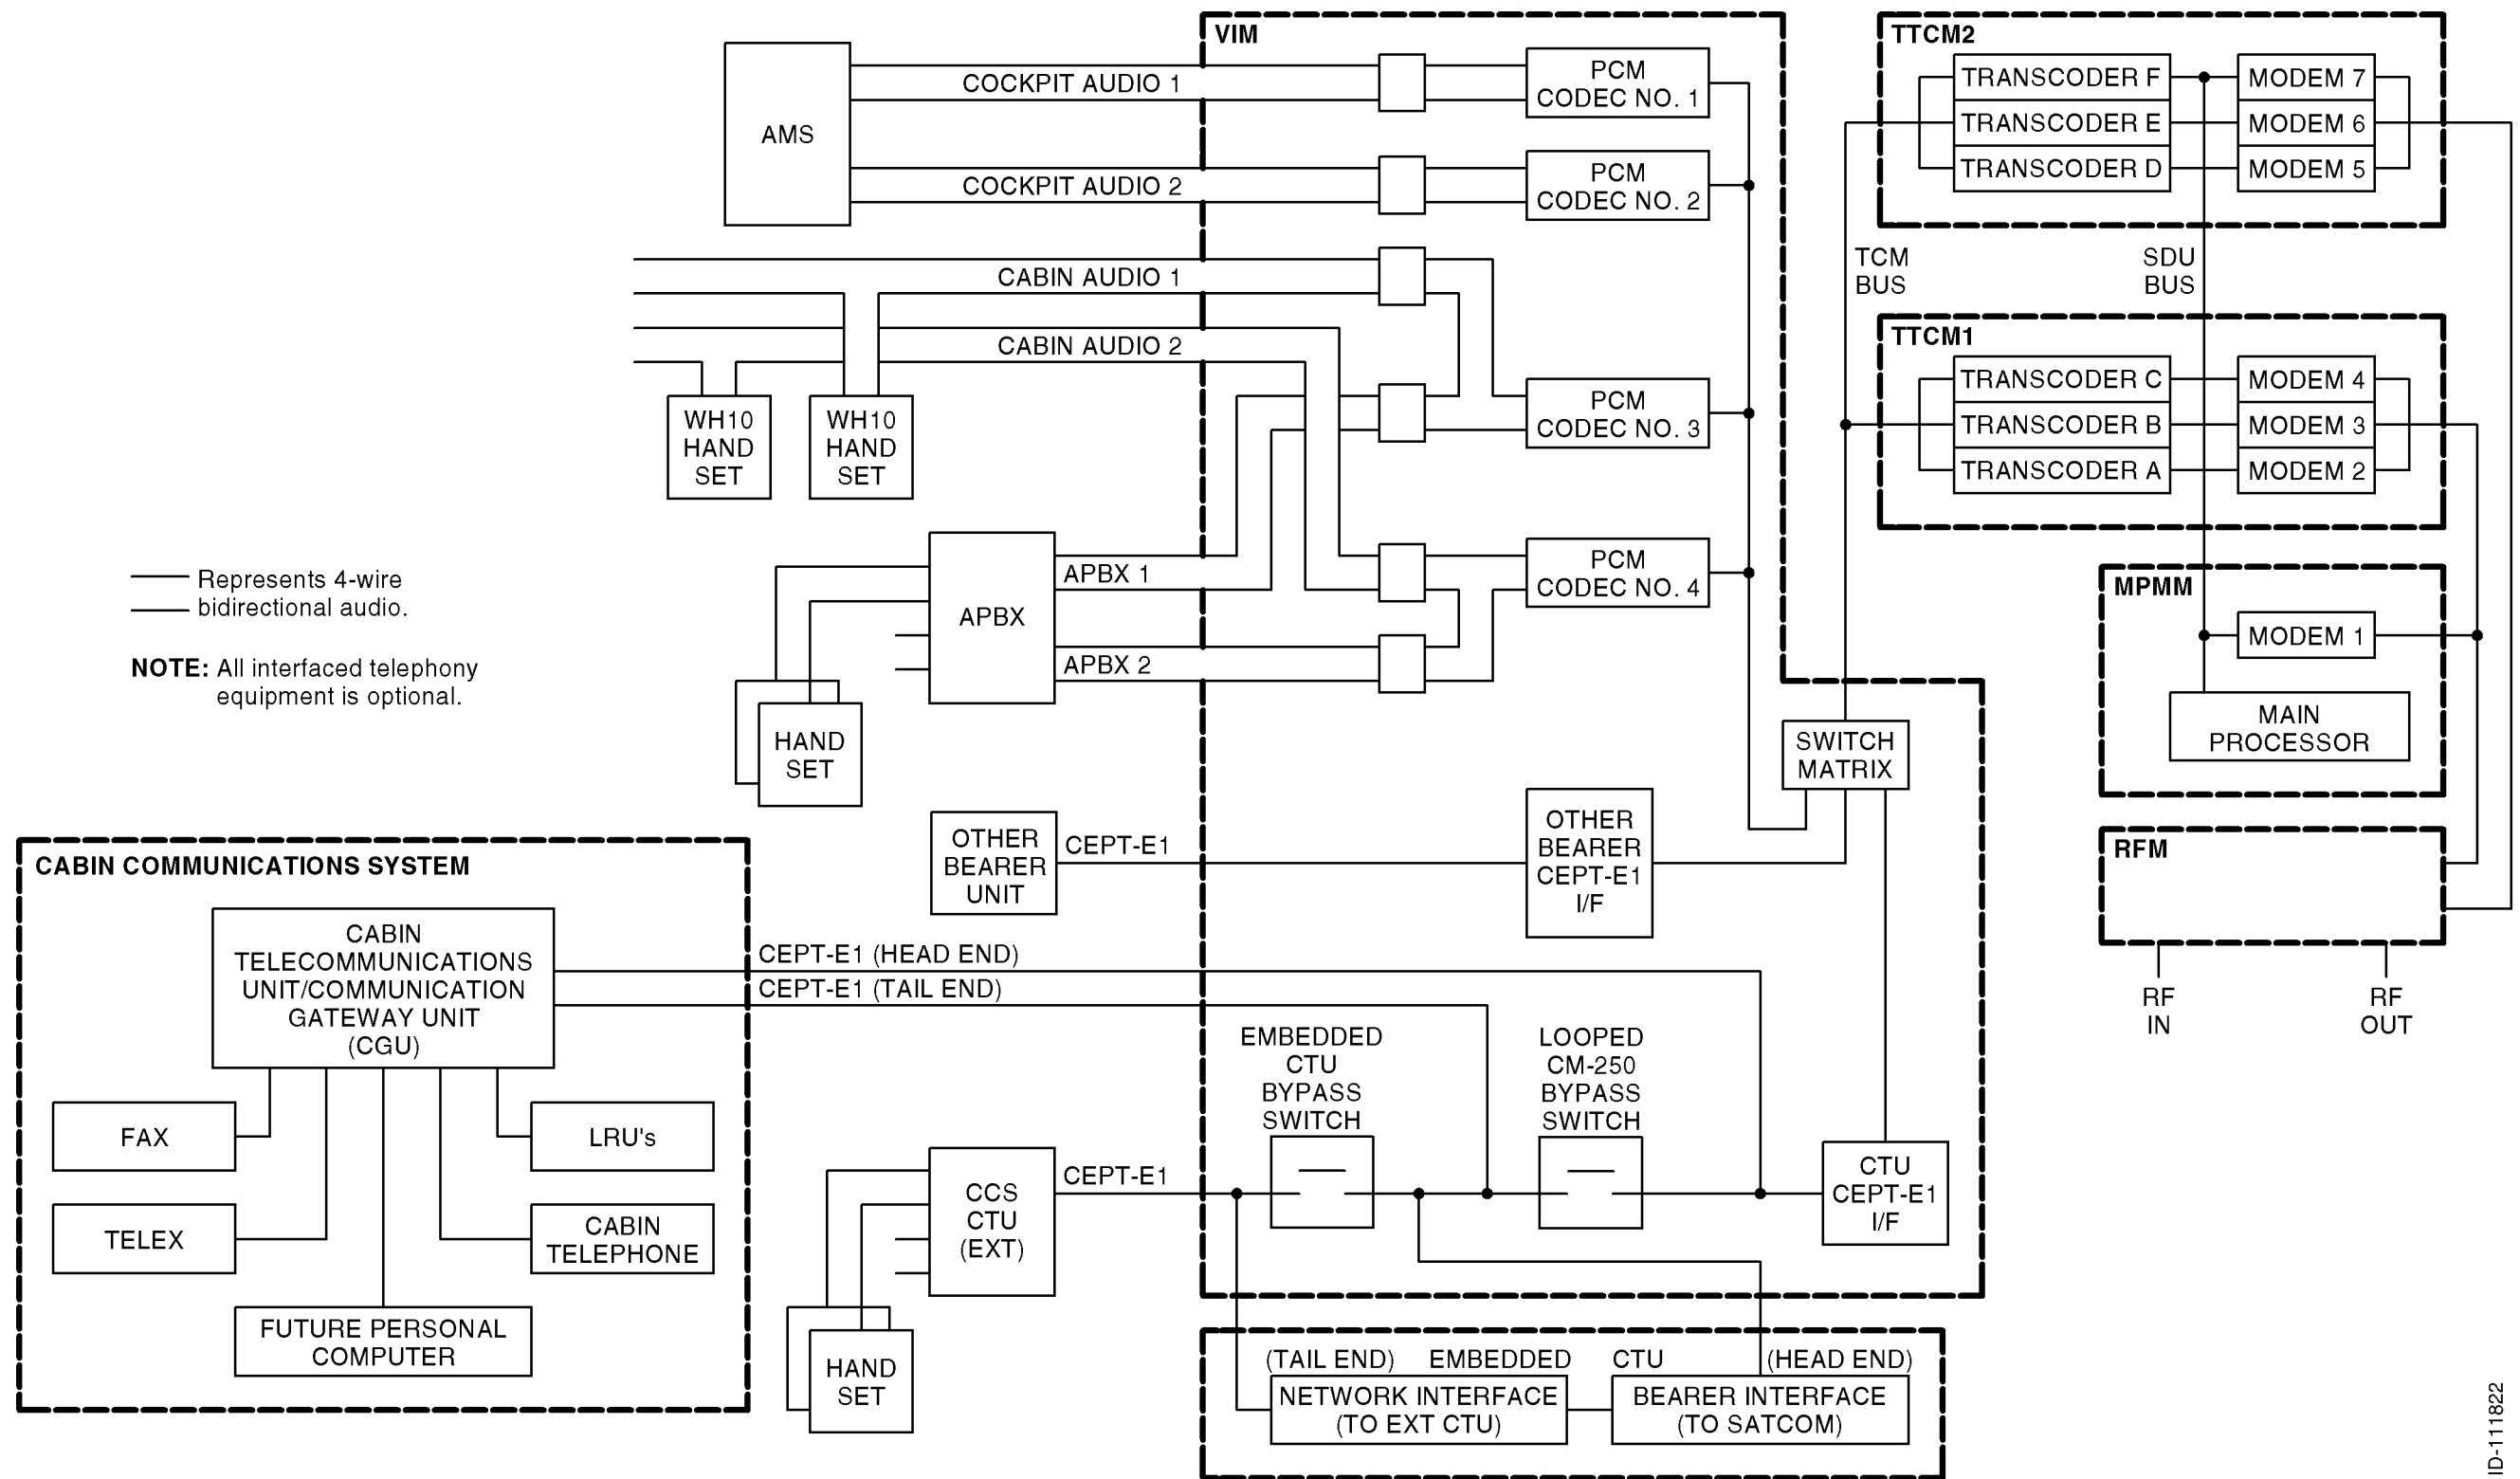 VIM
AMS
COCKPIT AUDIO 1
COCKPIT AUDIO 2
PCM
CODEC NO. 1
PCM
CODEC NO. 2
CABIN AUDIO 1
CABIN AUDIO 2
WH10
HAND
SET
WH10
HAND
SET
PCM
CODEC NO. 3
PCM
CODEC NO. 4
APBX
APBX 1
APBX 2
HAND
SET
Represents 4-wire
bidirectional audio.
NOTE: All interfaced telephony
equipment is optional.
TTCM2
TRANSCODER F
TRANSCODER E
TRANSCODER D
MODEM 7
MODEM 6
MODEM 5
TCM
BUS
SDU
BUS
TTCM1
TRANSCODER C
TRANSCODER B
TRANSCODER A
MODEM 4
MODEM 3
MODEM 2
MPMM
MODEM 1
MAIN
PROCESSOR
RFM
RF
IN
RF
OUT
SWITCH
MATRIX
OTHER
BEARER
UNIT
CEPT-E1
OTHER
BEARER
CEPT-E1
I/F
CABIN COMMUNICATIONS SYSTEM
CABIN
TELECOMMUNICATIONS
UNIT/COMMUNICATION
GATEWAY UNIT
(CGU)
CEPT-E1 (HEAD END)
CEPT-E1 (TAIL END)
FAX
LRU's
TELEX
CABIN
TELEPHONE
FUTURE PERSONAL
COMPUTER
EMBEDDED
CTU
BYPASS
SWITCH
LOOPED
CM-250
BYPASS
SWITCH
CCS
CTU
(EXT)
CEPT-E1
CTU
CEPT-E1
I/F
HAND
SET
(TAIL END) EMBEDDED CTU (HEAD END)
NETWORK INTERFACE
(TO EXT CTU)
BEARER INTERFACE
(TO SATCOM)
ID-111822